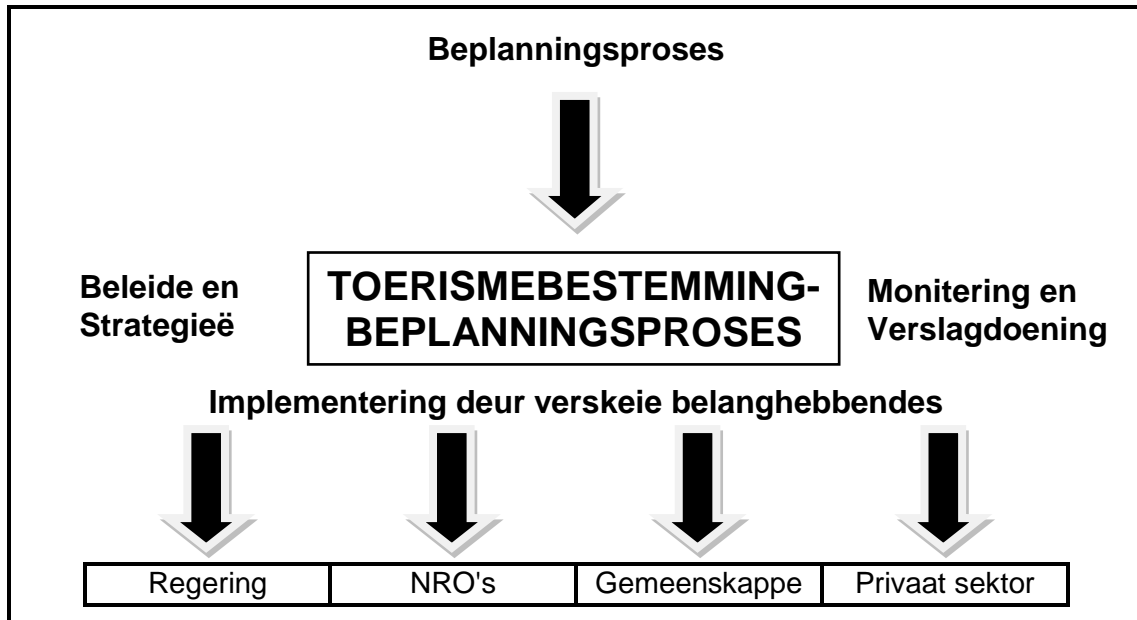 Beplanningsproses
Beleide en
Strategieë
TOERISMEBESTEMMING-
BEPLANNINGSPROSES
Monitering en
Verslagdoening
Implementering deur verskeie belanghebbendes
Regering
NRO's
Gemeenskappe
Privaat sektor